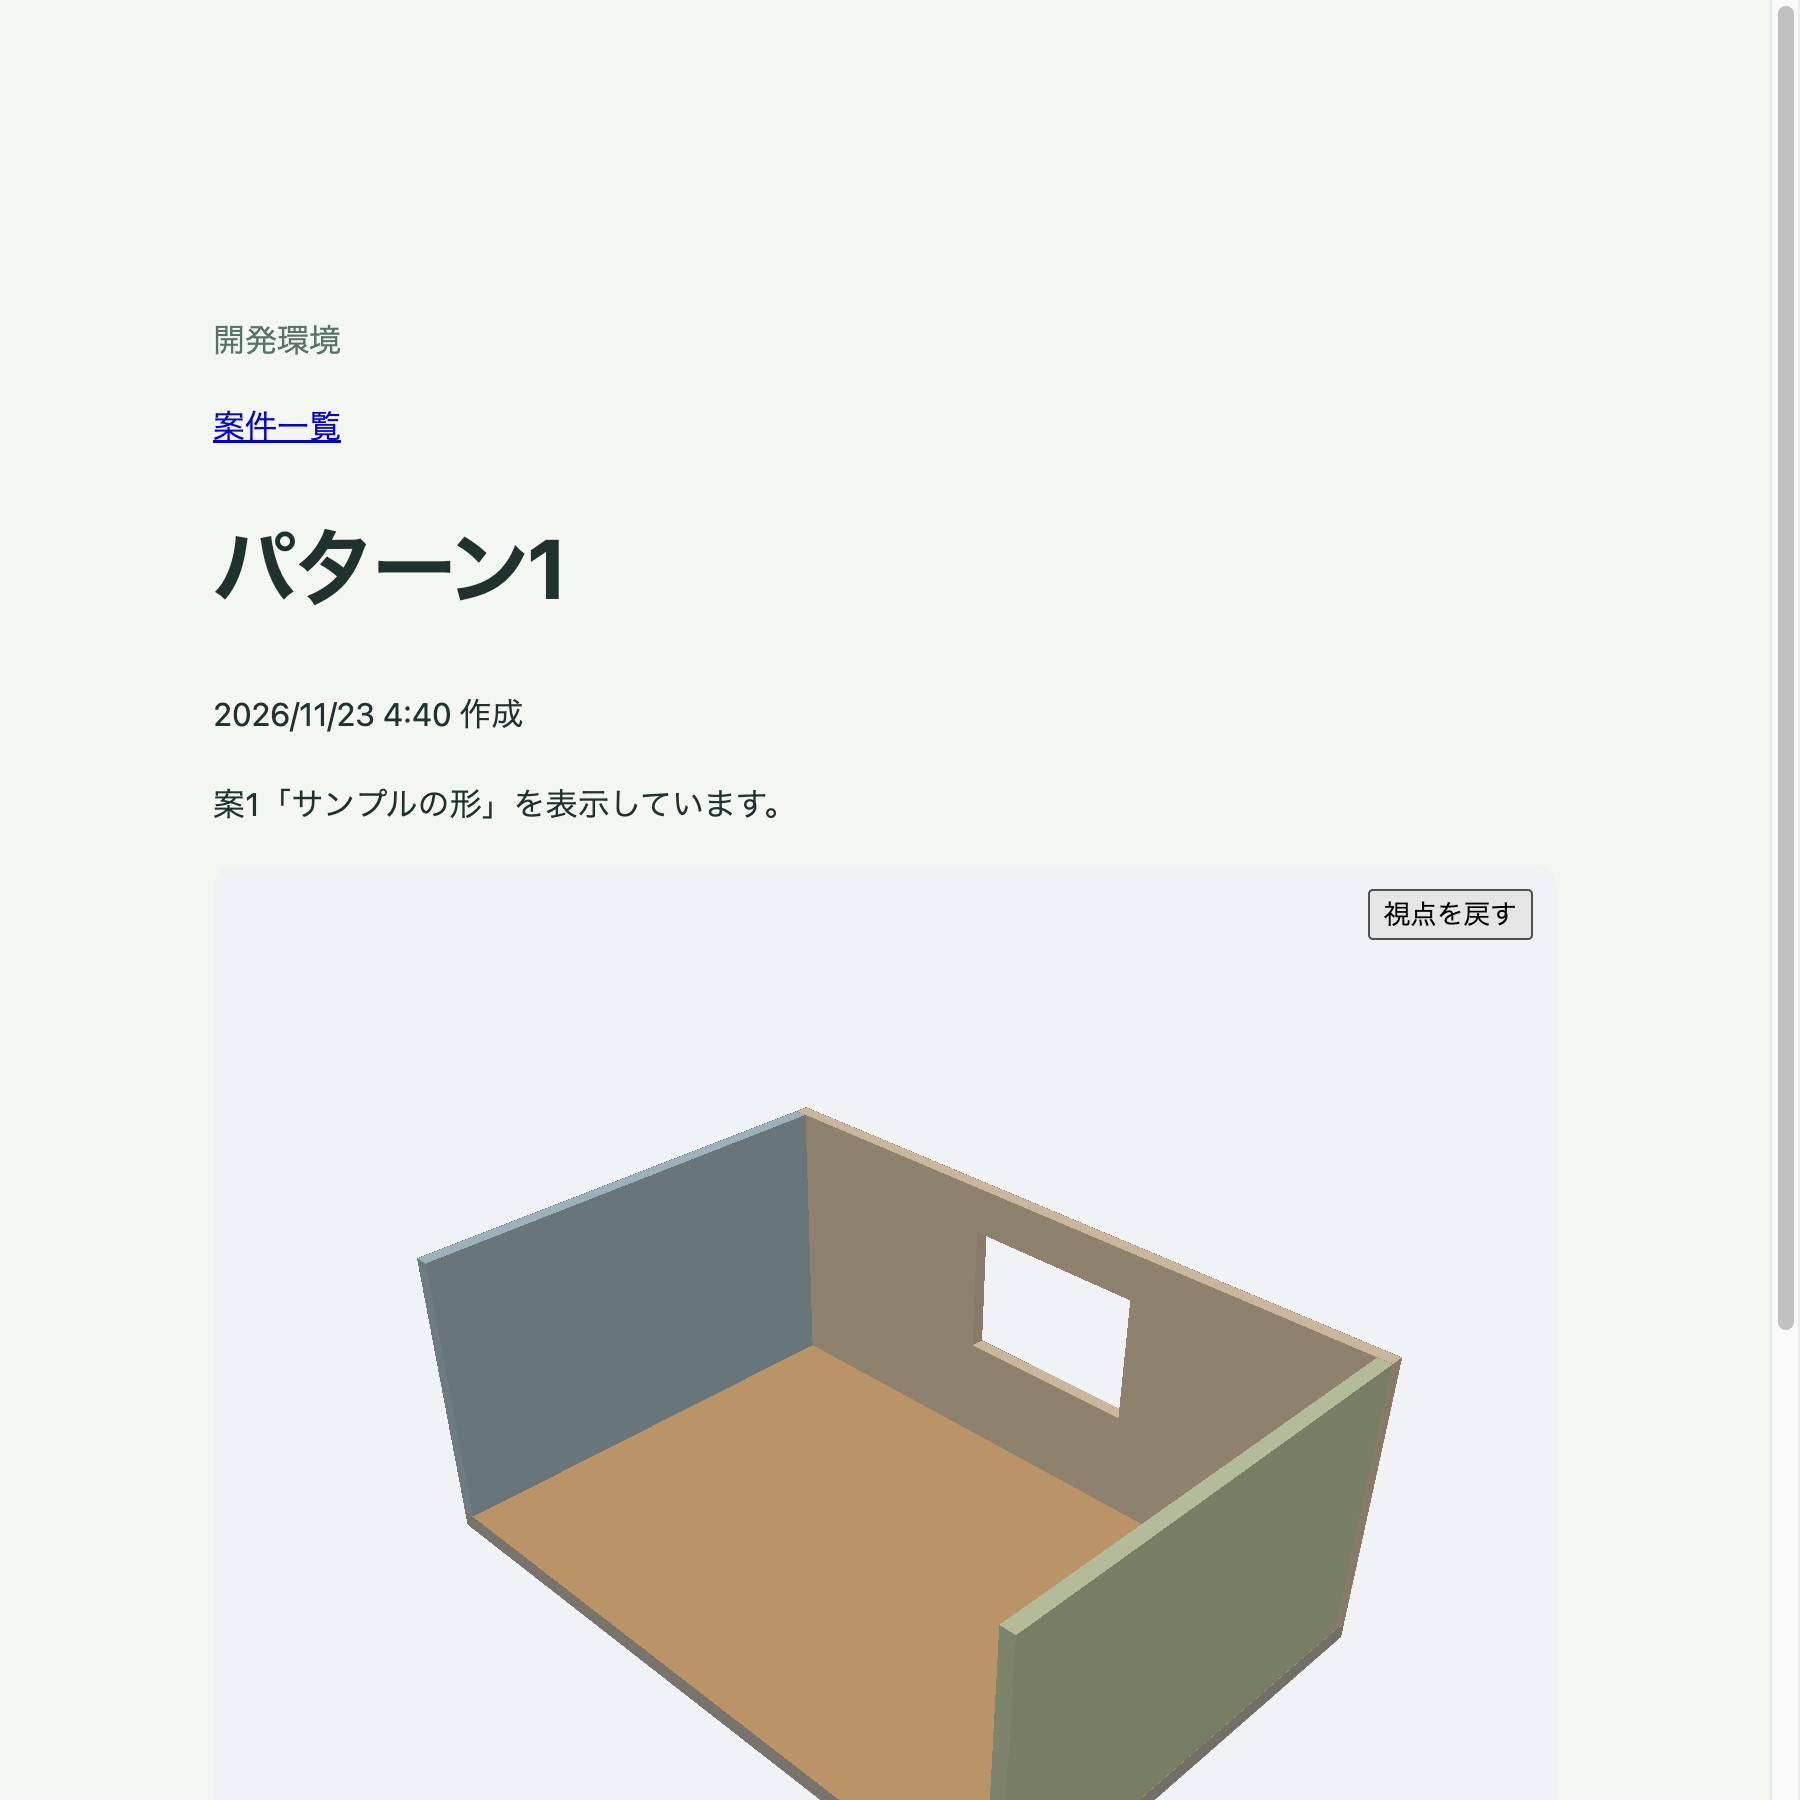 開発環境
案件一覧
パターン1
2026/11/23 4:40 作成
案1「サンプルの形」を表示しています。
視点を戻す